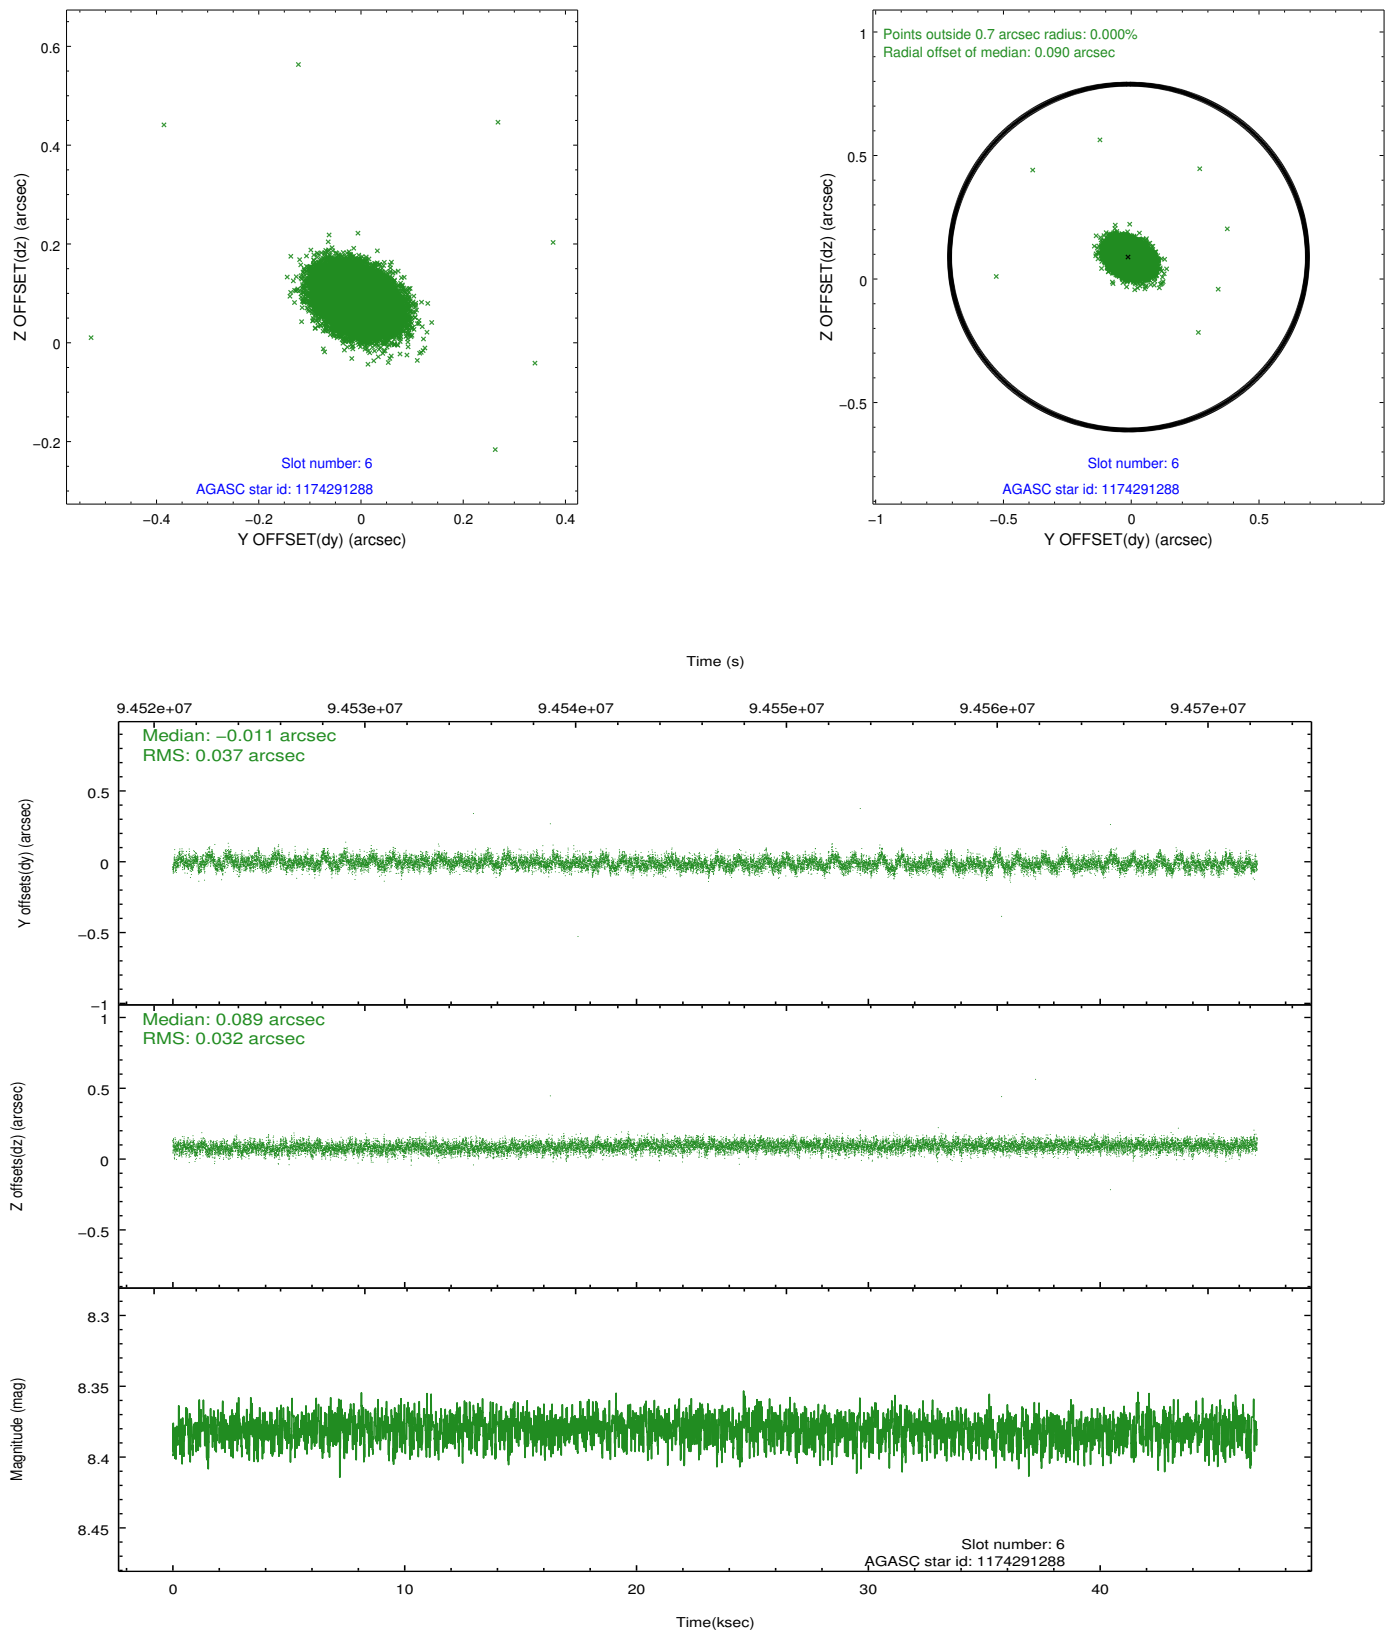 0.6
0.4
0.2
0
−0.2
Z OFFSET(dz) (arcsec)
Slot number: 6
AGASC star id: 1174291288
−0.4 −0.2 0 0.2 0.4
Y OFFSET(dy) (arcsec)
Points outside 0.7 arcsec radius: 0.000%
Radial offset of median: 0.090 arcsec
1
0.5
0
−0.5
Z OFFSET(dz) (arcsec)
Slot number: 6
AGASC star id: 1174291288
−1 −0.5 0 0.5
Y OFFSET(dy) (arcsec)
Time (s)
9.452e+07 9.453e+07 9.454e+07 9.455e+07 9.456e+07 9.457e+07
Median: −0.011 arcsec
RMS: 0.037 arcsec
0.5
0
−0.5
−1
Y offsets(dy) (arcsec)
Median: 0.089 arcsec
RMS: 0.032 arcsec
1
0.5
0
−0.5
Z offsets(dz) (arcsec)
8.3
8.35
8.4
8.45
Magnitude (mag)
Slot number: 6
AGASC star id: 1174291288
0 10 20 30 40
Time(ksec)